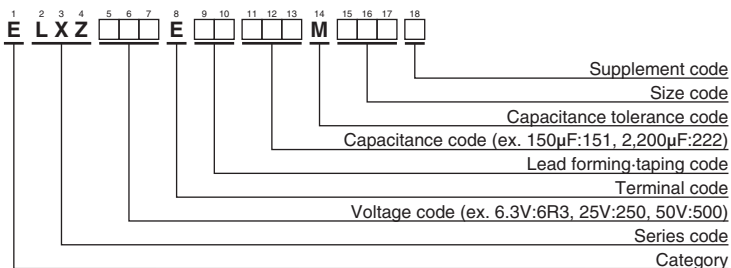 1 2 3 4 5 6 7 8 9 10 11 12 13 14 15 16 17 18
E L X Z □□□ E □□ □□□ M □□□ □
Supplement code
Size code
Capacitance tolerance code
Capacitance code (ex. 150µF:151, 2,200µF:222)
Lead forming·taping code
Terminal code
Voltage code (ex. 6.3V:6R3, 25V:250, 50V:500)
Series code
Category